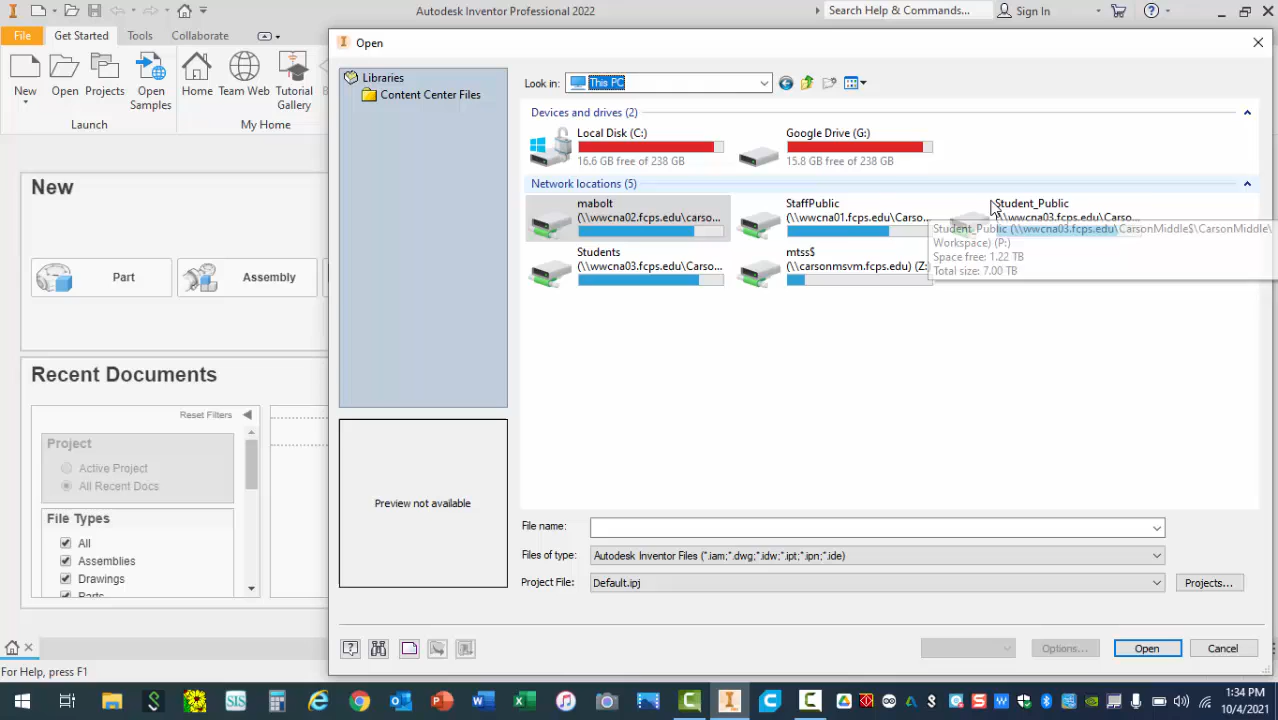 Autodesk Inventor Professional 2022
Search Help & Commands...
Sign In
File
Get Started
Tools
Collaborate
New
Open
Projects
Open Samples
Home
Team Web
Tutorial Gallery
Launch
My Home
New
Part
Assembly
Recent Documents
Reset Filters
Project
Active Project
All Recent Docs
File Types
All
Assemblies
Drawings
Parts
For Help, press F1
Open
Libraries
Content Center Files
Preview not available
Look in:
This PC
Devices and drives (2)
Local Disk (C:)
16.6 GB free of 238 GB
Google Drive (G:)
15.8 GB free of 238 GB
Network locations (5)
mabolt
(\\wwcna02.fcps.edu\carso...
StaffPublic
(\\wwcna01.fcps.edu\Carso...
Student_Public
(\\wwcna03.fcps.edu\Carso...
Students
(\\wwcna03.fcps.edu\Carso...
mtss$
(\\carsonmsvm.fcps.edu) (Z:)
Student_Public (\\wwcna03.fcps.edu\CarsonMiddle$\CarsonMiddle\
Workspace) (P:)
Space free: 1.22 TB
Total size: 7.00 TB
File name:
Files of type:
Autodesk Inventor Files (*.iam;*.dwg;*.idw;*.ipt;*.ipn;*.ide)
Project File:
Default.ipj
Projects...
Options...
Open
Cancel
SIS
1:34 PM
10/4/2021